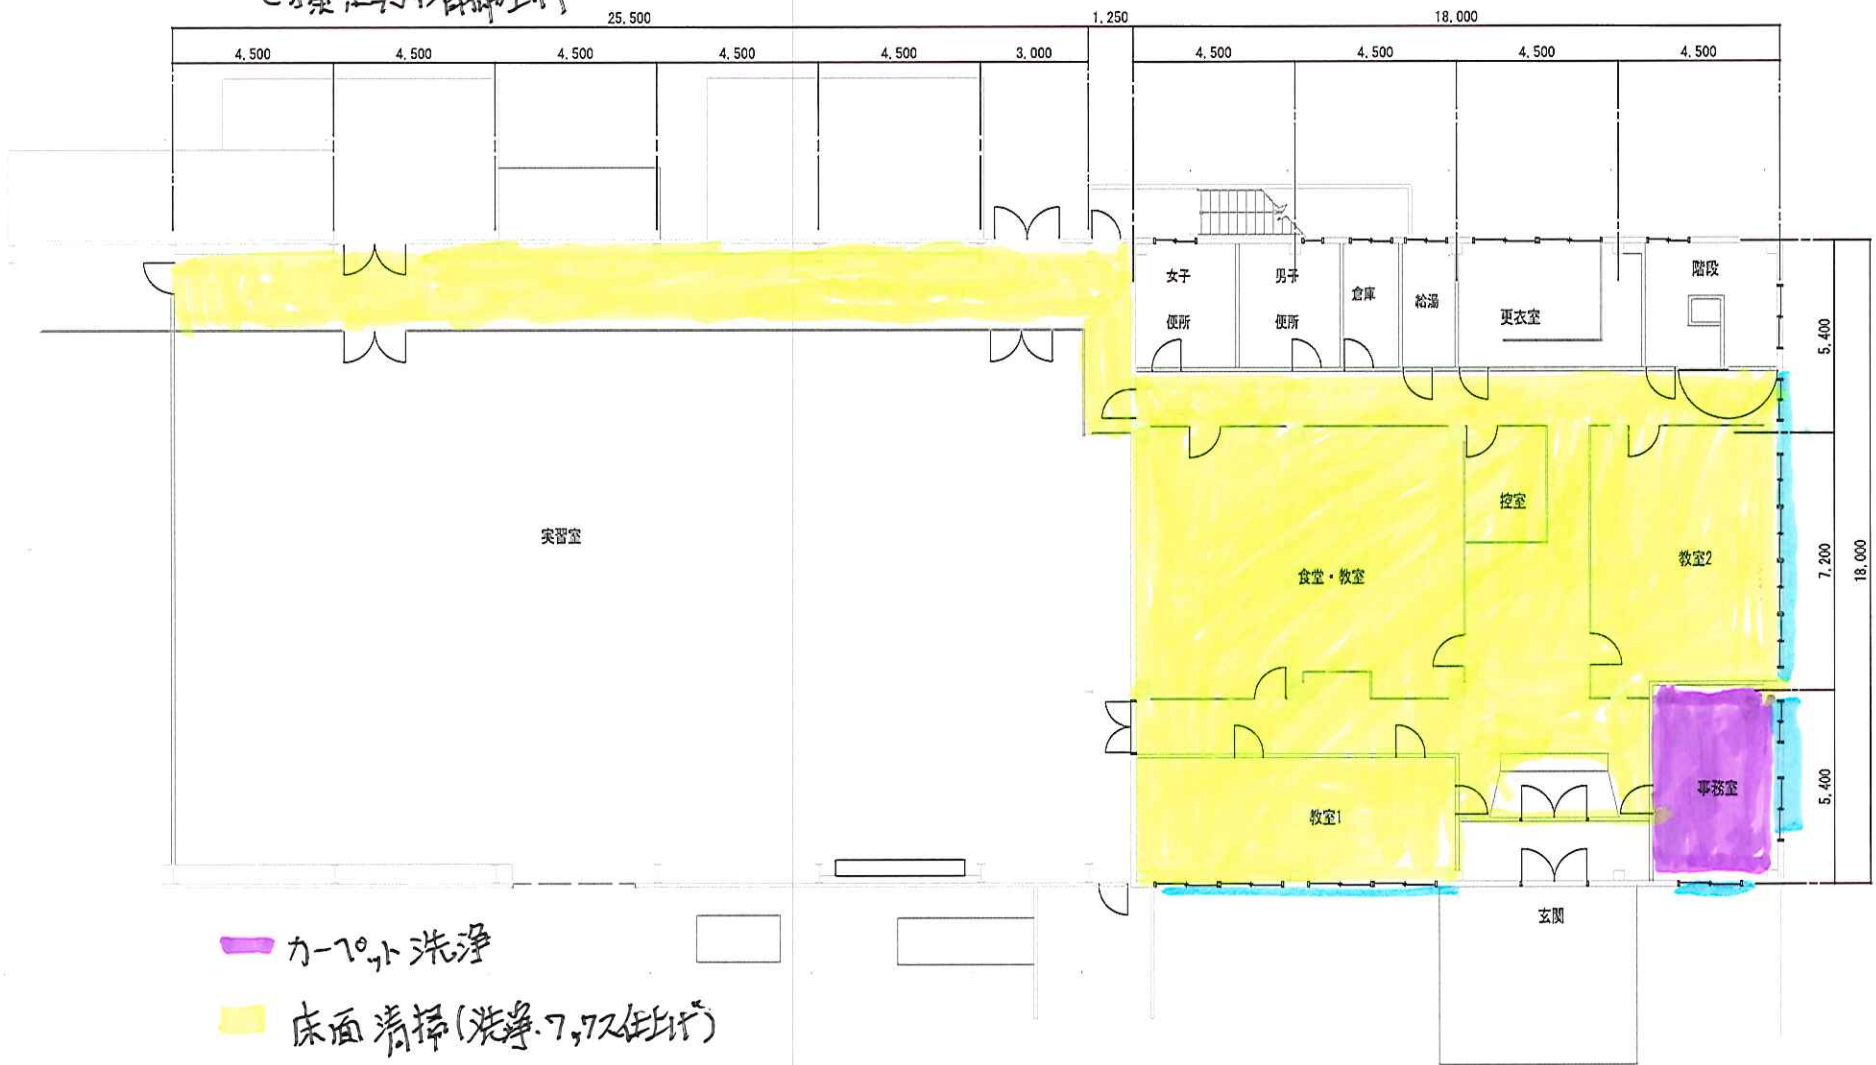 25,500 1,250 18,000
4,500 4,500 4,500 4,500 4,500 3,000 4,500 4,500 4,500 4,500
女子
便所
男子
便所
倉庫
給湯
更衣室
階段
5,400
控室
実習室
食堂・教室
教室2
7,200
18,000
事務室
5,400
教室1
玄関
カーペット洗浄
床面清掃(洗浄・ワックス仕上げ)